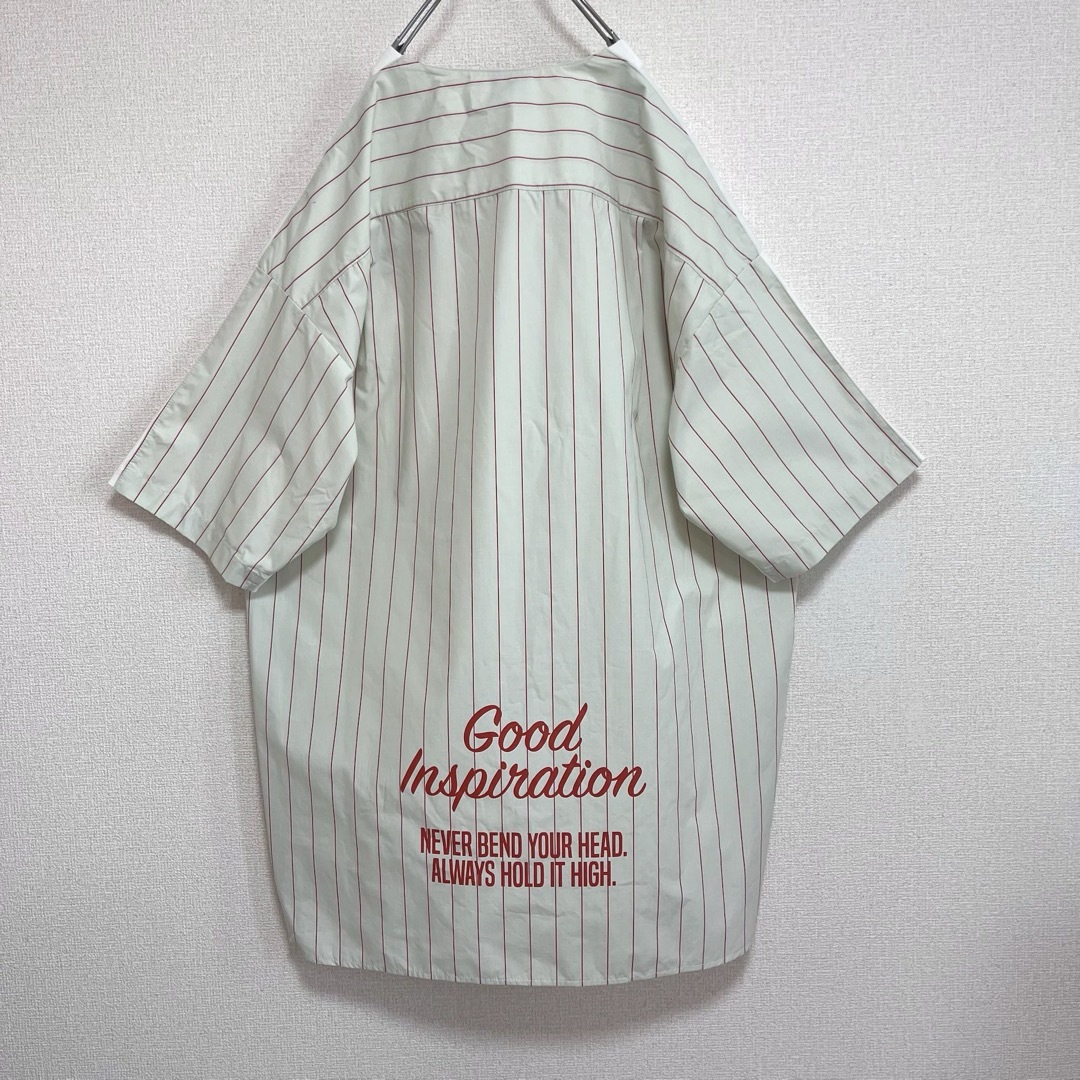 Good
Inspiration
NEVER BEND YOUR HEAD.
ALWAYS HOLD IT HIGH.